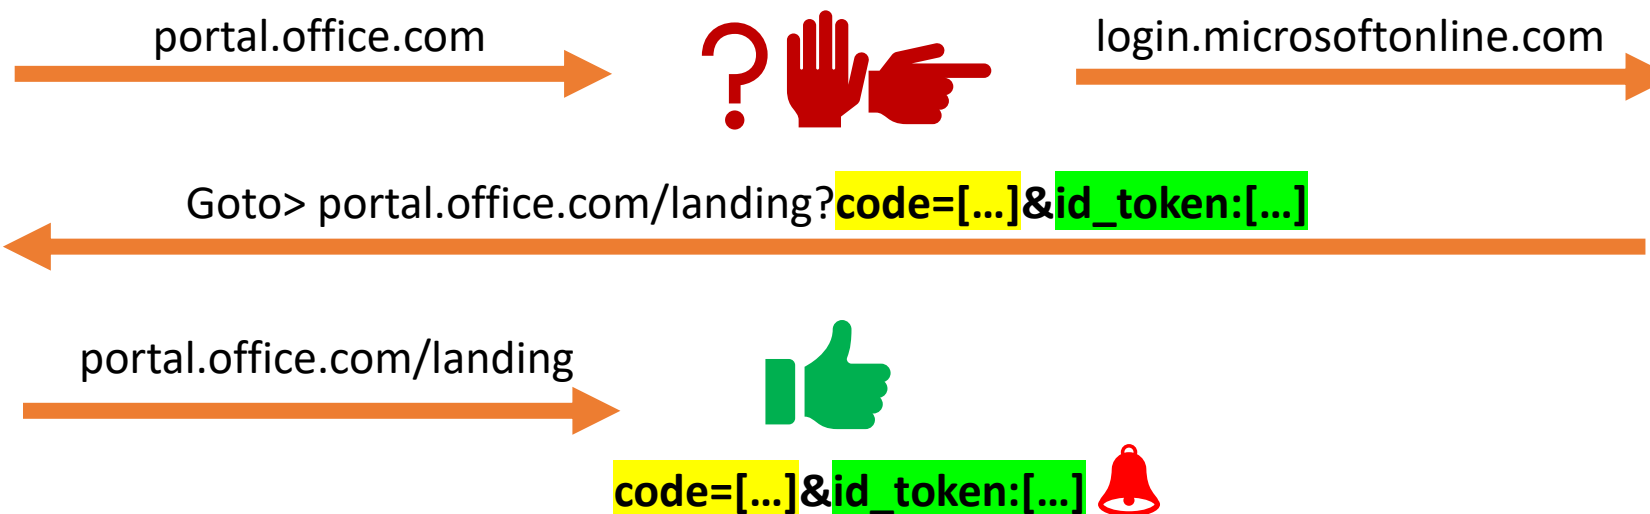 portal.office.com
login.microsoftonline.com
Goto> portal.office.com/landing?code=[…]&id_token:[…]
portal.office.com/landing
code=[…]&id_token:[…]